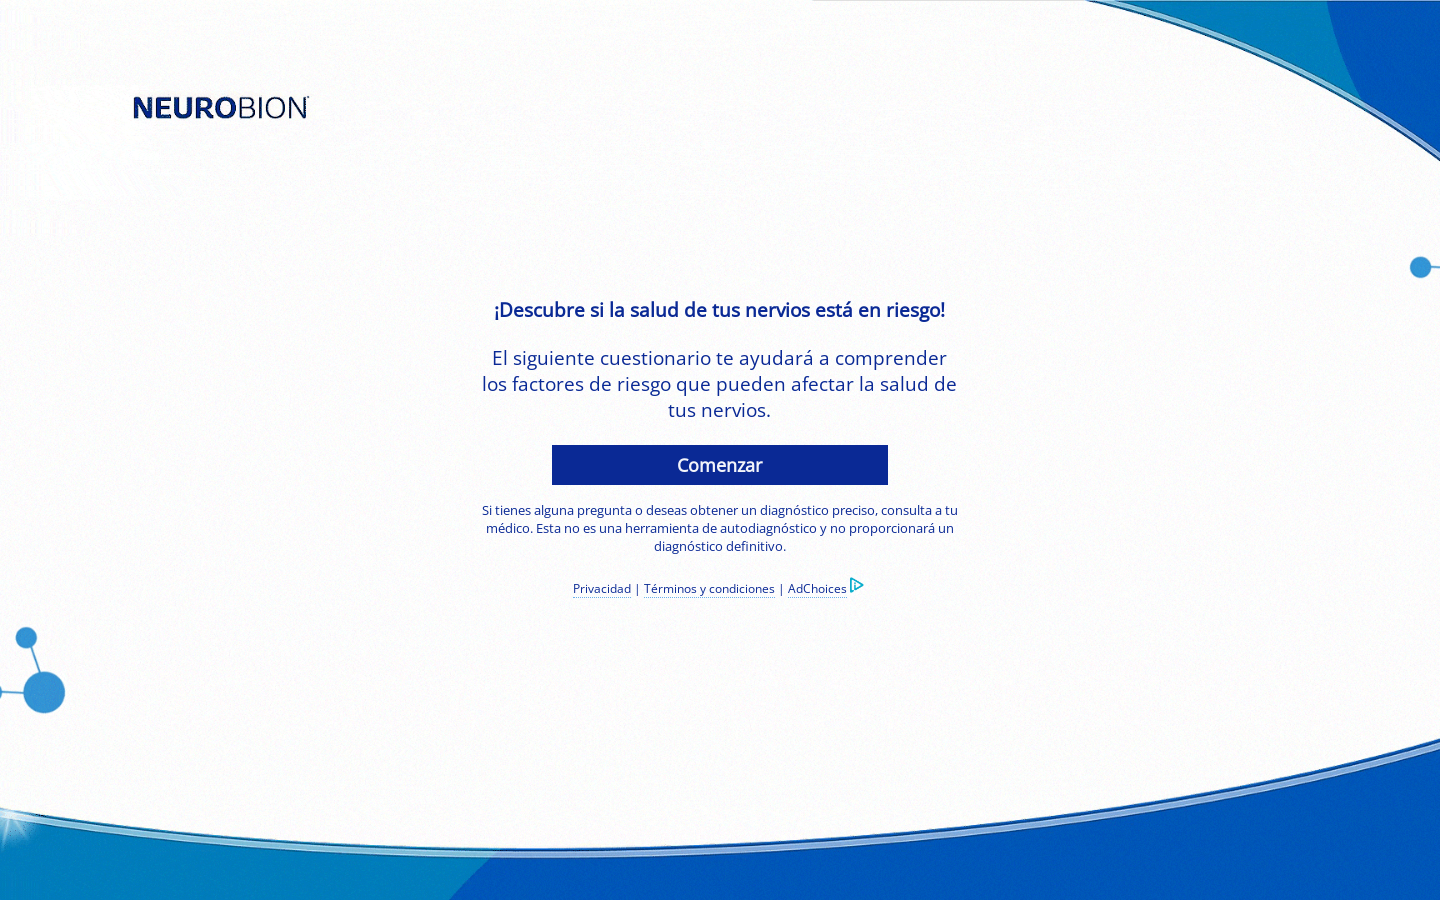 NEUROBION
¡Descubre si la salud de tus nervios está en riesgo!
El siguiente cuestionario te ayudará a comprender
los factores de riesgo que pueden afectar la salud de
tus nervios.
Comenzar
Si tienes alguna pregunta o deseas obtener un diagnóstico preciso, consulta a tu
médico. Esta no es una herramienta de autodiagnóstico y no proporcionará un
diagnóstico definitivo.
Privacidad | Términos y condiciones | AdChoices